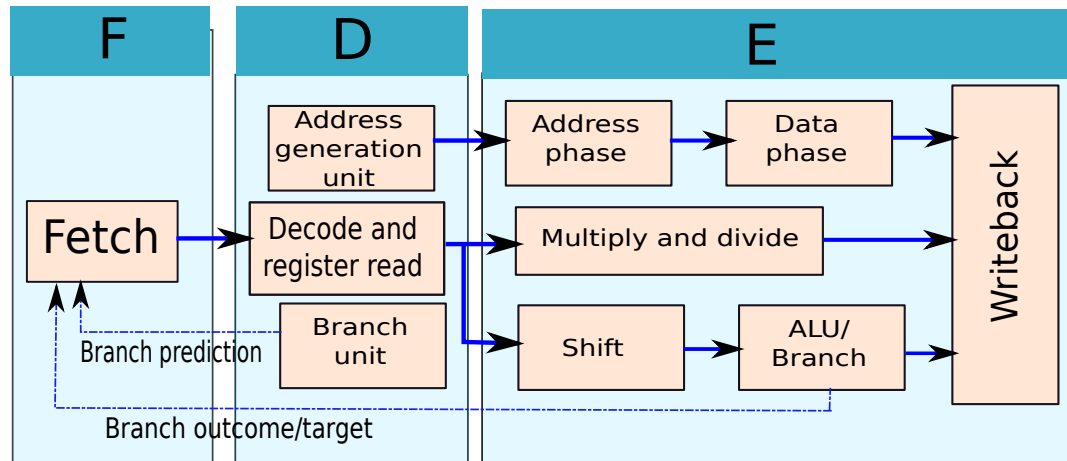 F
D
E
Address
generation
unit
Address
phase
Data
phase
Fetch
Decode and
register read
Multiply and divide
Writeback
Branch
unit
Shift
ALU/
Branch
Branch prediction
Branch outcome/target